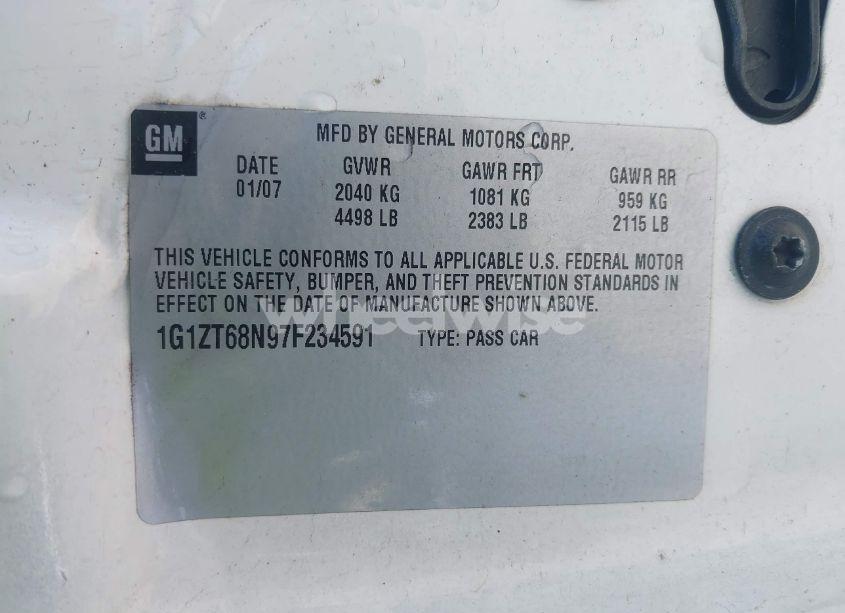 GM ®
MFD BY GENERAL MOTORS CORP.
DATE GVWR GAWR FRT GAWR RR
01/07 2040 KG 1081 KG 959 KG
4498 LB 2383 LB 2115 LB
THIS VEHICLE CONFORMS TO ALL APPLICABLE U.S. FEDERAL MOTOR
VEHICLE SAFETY, BUMPER, AND THEFT PREVENTION STANDARDS IN
EFFECT ON THE DATE OF MANUFACTURE SHOWN ABOVE.
wheelwise
1G1ZT68N97F234591 TYPE: PASS CAR